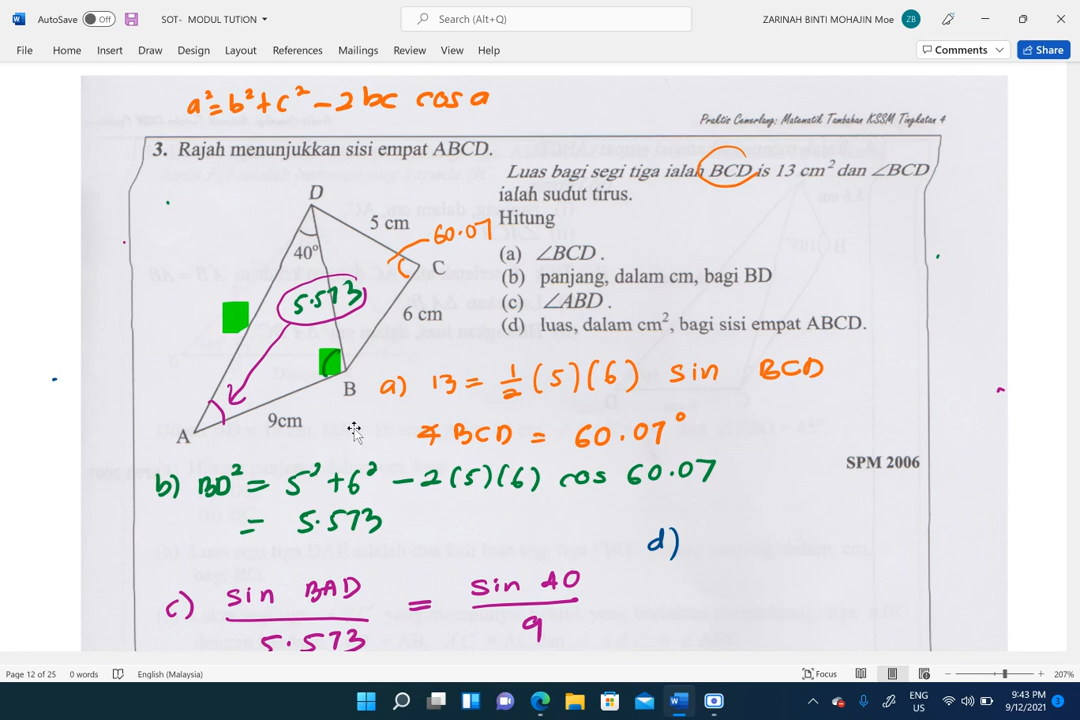 AutoSave Off SOT- MODUL TUTION Search (Alt+Q) ZARINAH BINTI MOHAJIN Moe ZB
File Home Insert Draw Design Layout References Mailings Review View Help Comments Share
a² = b² + c² - 2bc cos a
Praktis Cemerlang: Matematik Tambahan KSSM Tingkatan 4
3. Rajah menunjukkan sisi empat ABCD.
Luas bagi segi tiga ialah BCD is 13 cm² dan ∠BCD
ialah sudut tirus.
Hitung
(a) ∠BCD.
(b) panjang, dalam cm, bagi BD
(c) ∠ABD.
(d) luas, dalam cm², bagi sisi empat ABCD.
D
5 cm
60.07
40°
C
5.573
6 cm
B
9cm
A
a) 13 = 1/2 (5)(6) sin BCD
∠ BCD = 60.07°
SPM 2006
b) BD² = 5² + 6² - 2(5)(6) cos 60.07
= 5.573
d)
c) sin BAD / 5.573 = sin 40 / 9
Page 12 of 25 0 words English (Malaysia) Focus 207%
ENG US 9:43 PM 9/12/2021 3